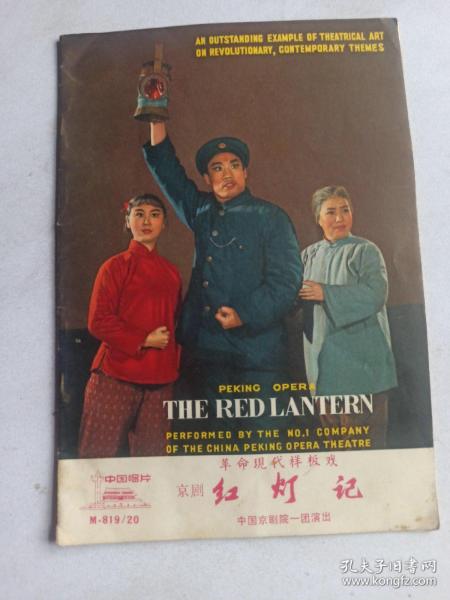 AN OUTSTANDING EXAMPLE OF THEATRICAL ART
ON REVOLUTIONARY, CONTEMPORARY THEMES
PEKING OPERA
THE RED LANTERN
PERFORMED BY THE NO.1 COMPANY
OF THE CHINA PEKING OPERA THEATRE
革命现代样板戏
中国唱片
京剧 红灯记
M-819/20
中国京剧院一团演出
孔夫子旧书网
www.kongfz.com